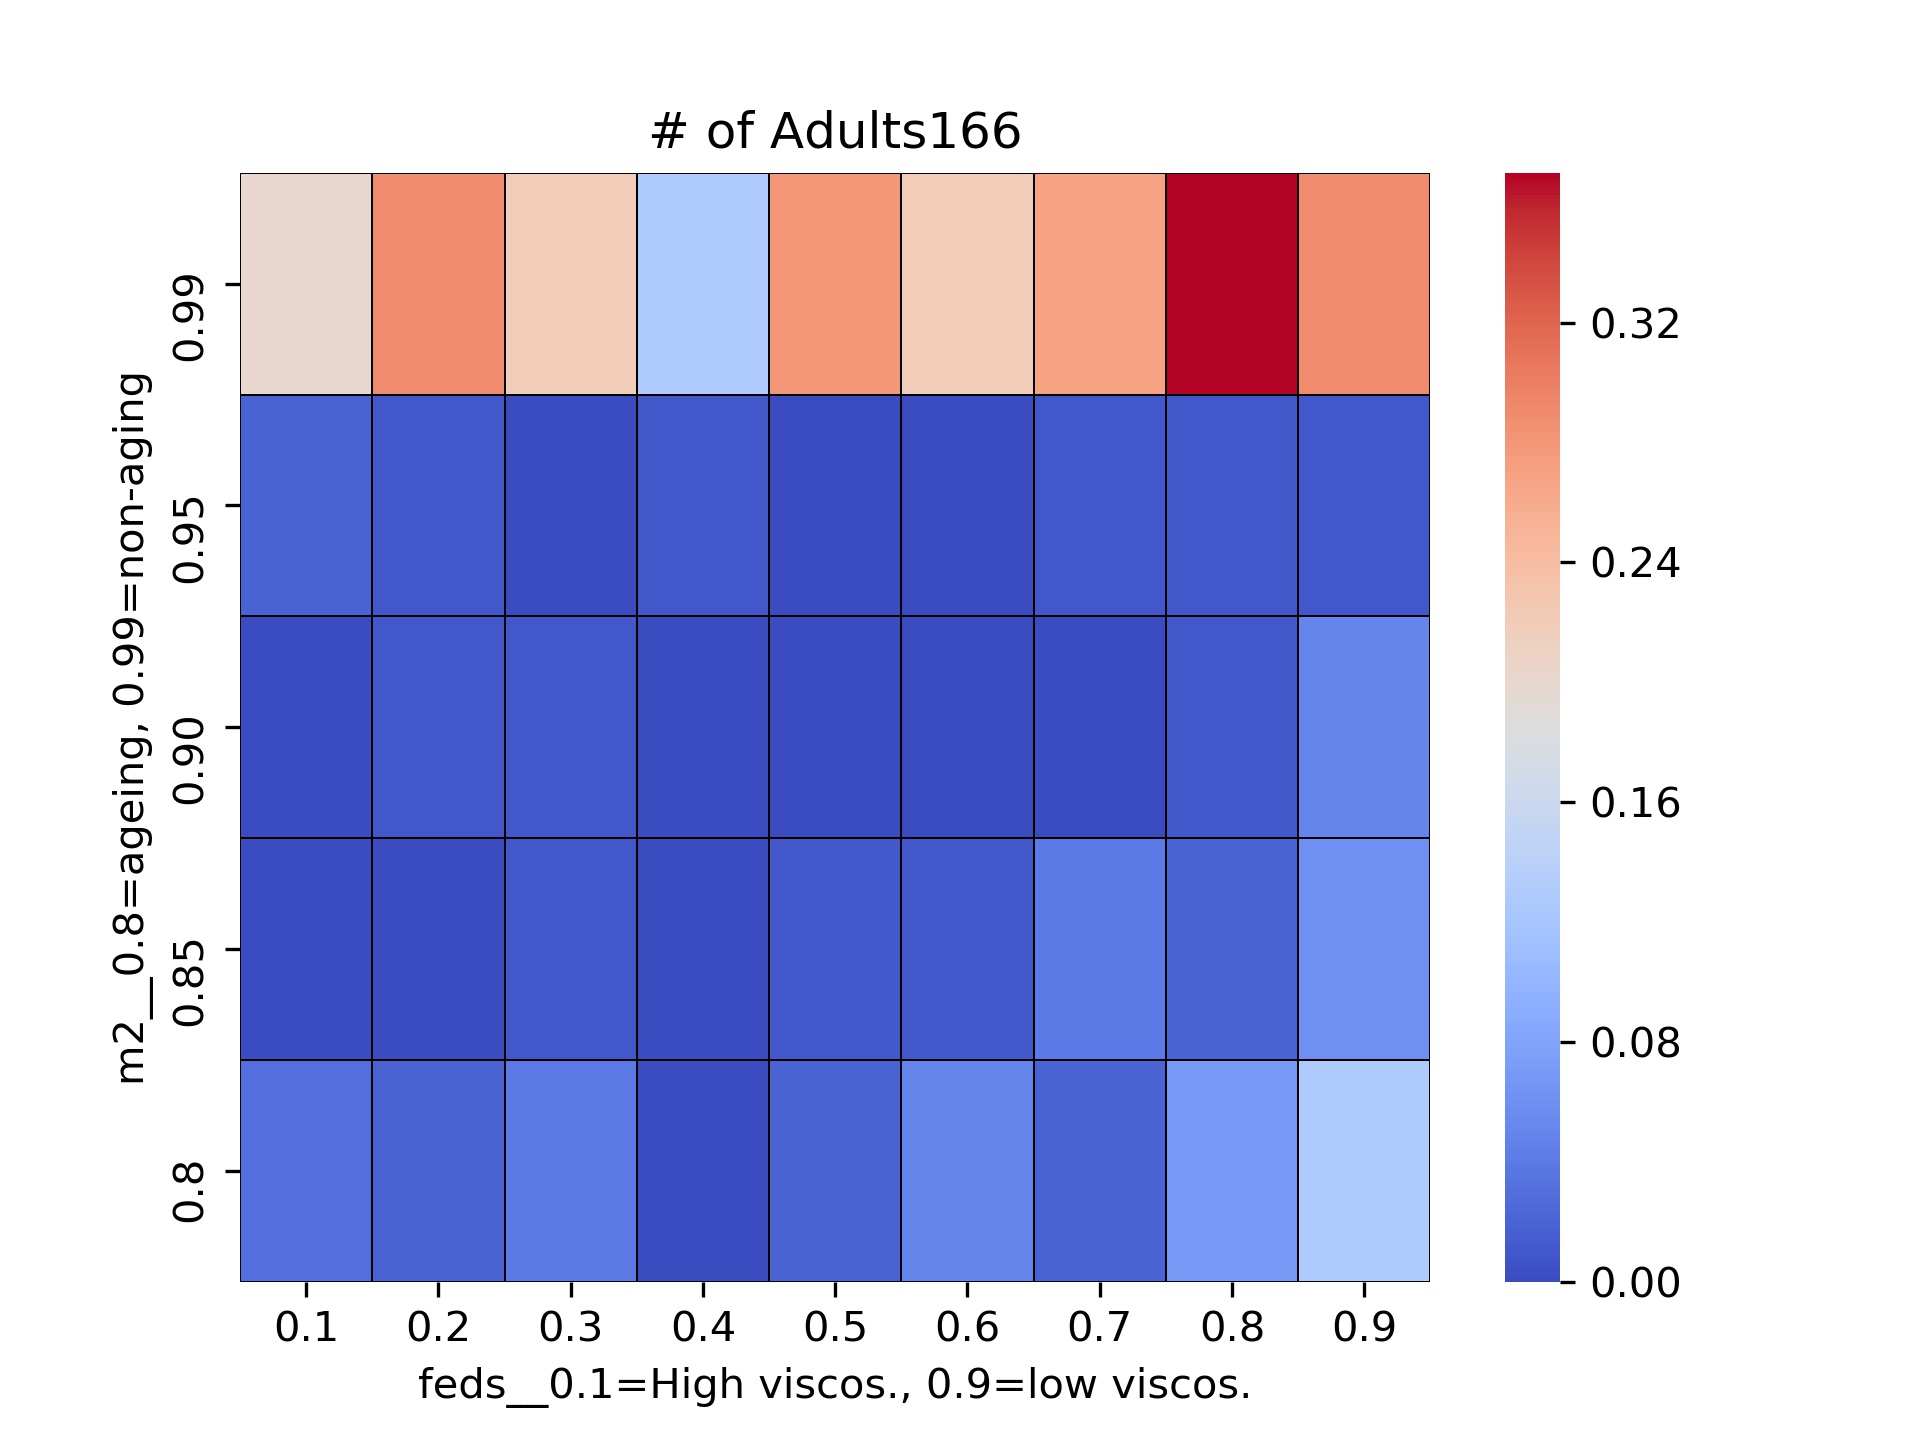 # of Adults166
m2__0.8=ageing, 0.99=non-aging
0.99
0.95
0.90
0.85
0.8
0.1 0.2 0.3 0.4 0.5 0.6 0.7 0.8 0.9
feds__0.1=High viscos., 0.9=low viscos.
0.32
0.24
0.16
0.08
0.00